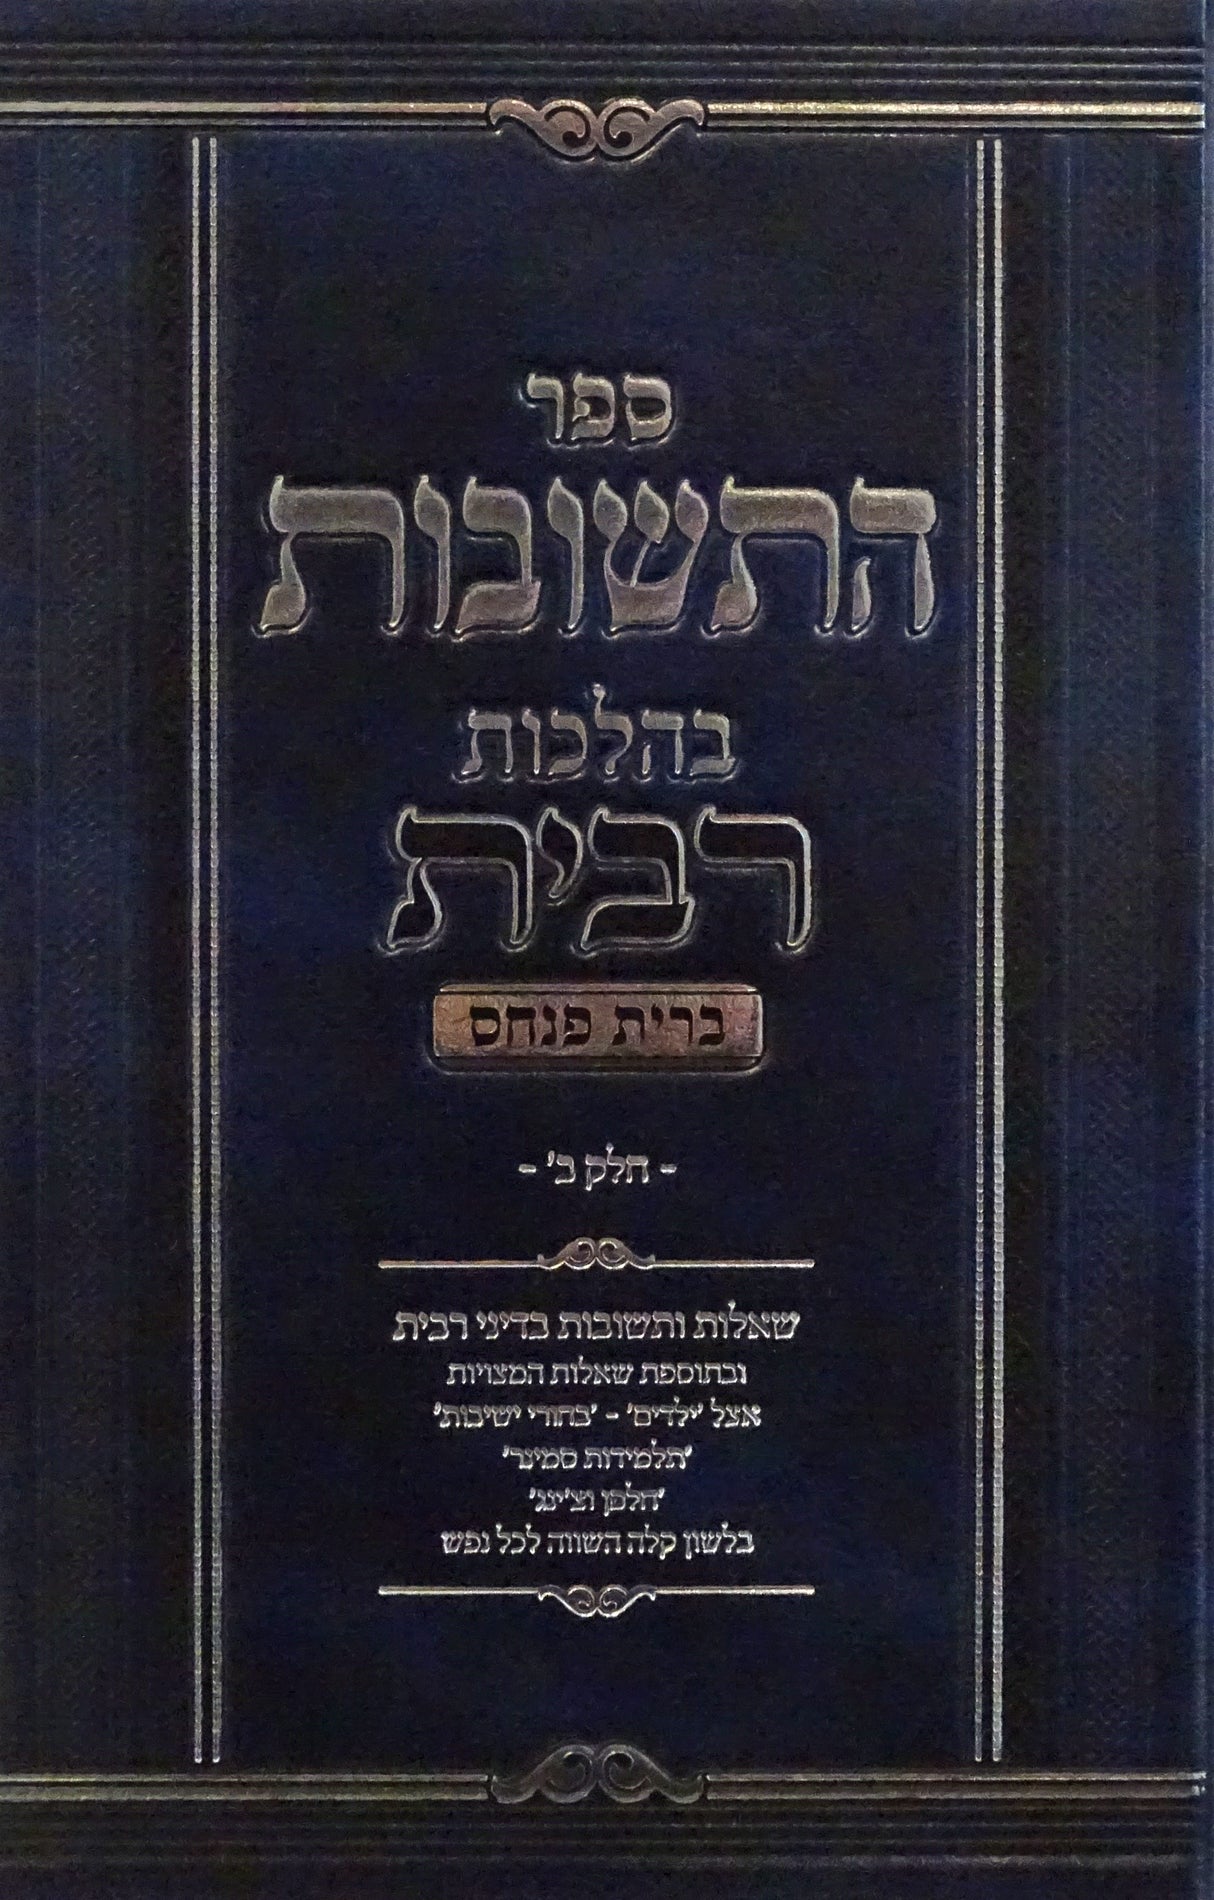 ספר
התשובות
בהלכות
רבית
ברית פנחס
- חלק ב' -
שאלות ותשובות בדיני רבית
ובתוספת שאלות המצויות
אצל 'ילדים' - 'בחורי ישיבות'
'תלמידות סמינר'
'חלפן וצ'ינג'
בלשון קלה השווה לכל נפש